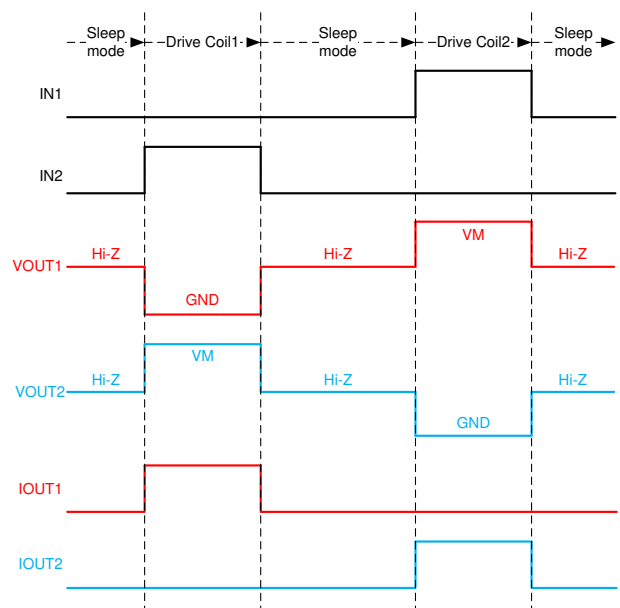 Sleep mode
Drive Coil1
Sleep mode
Drive Coil2
Sleep mode
IN1
IN2
VM
Hi-Z
Hi-Z
Hi-Z
VOUT1
GND
VM
Hi-Z
Hi-Z
Hi-Z
VOUT2
GND
IOUT1
IOUT2